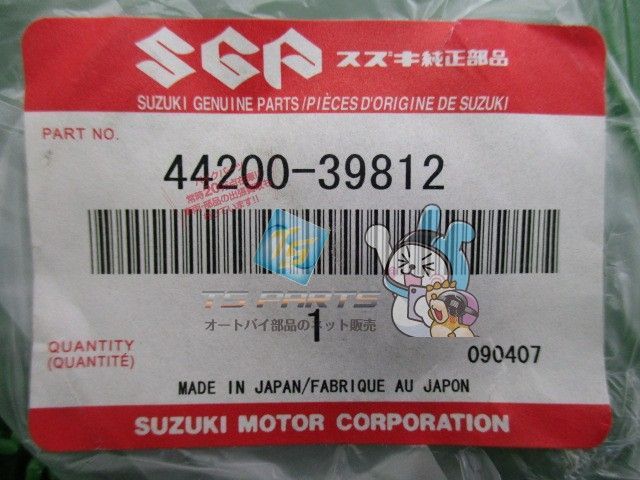 SGP スズキ純正部品
SUZUKI GENUINE PARTS/PIÈCES D'ORIGINE DE SUZUKI
PART NO.
44200-39812
TS
TS PARTS
オートバイ部品のネット販売
QUANTITY
(QUANTITÉ)
1
090407
MADE IN JAPAN/FABRIQUE AU JAPON
SUZUKI MOTOR CORPORATION